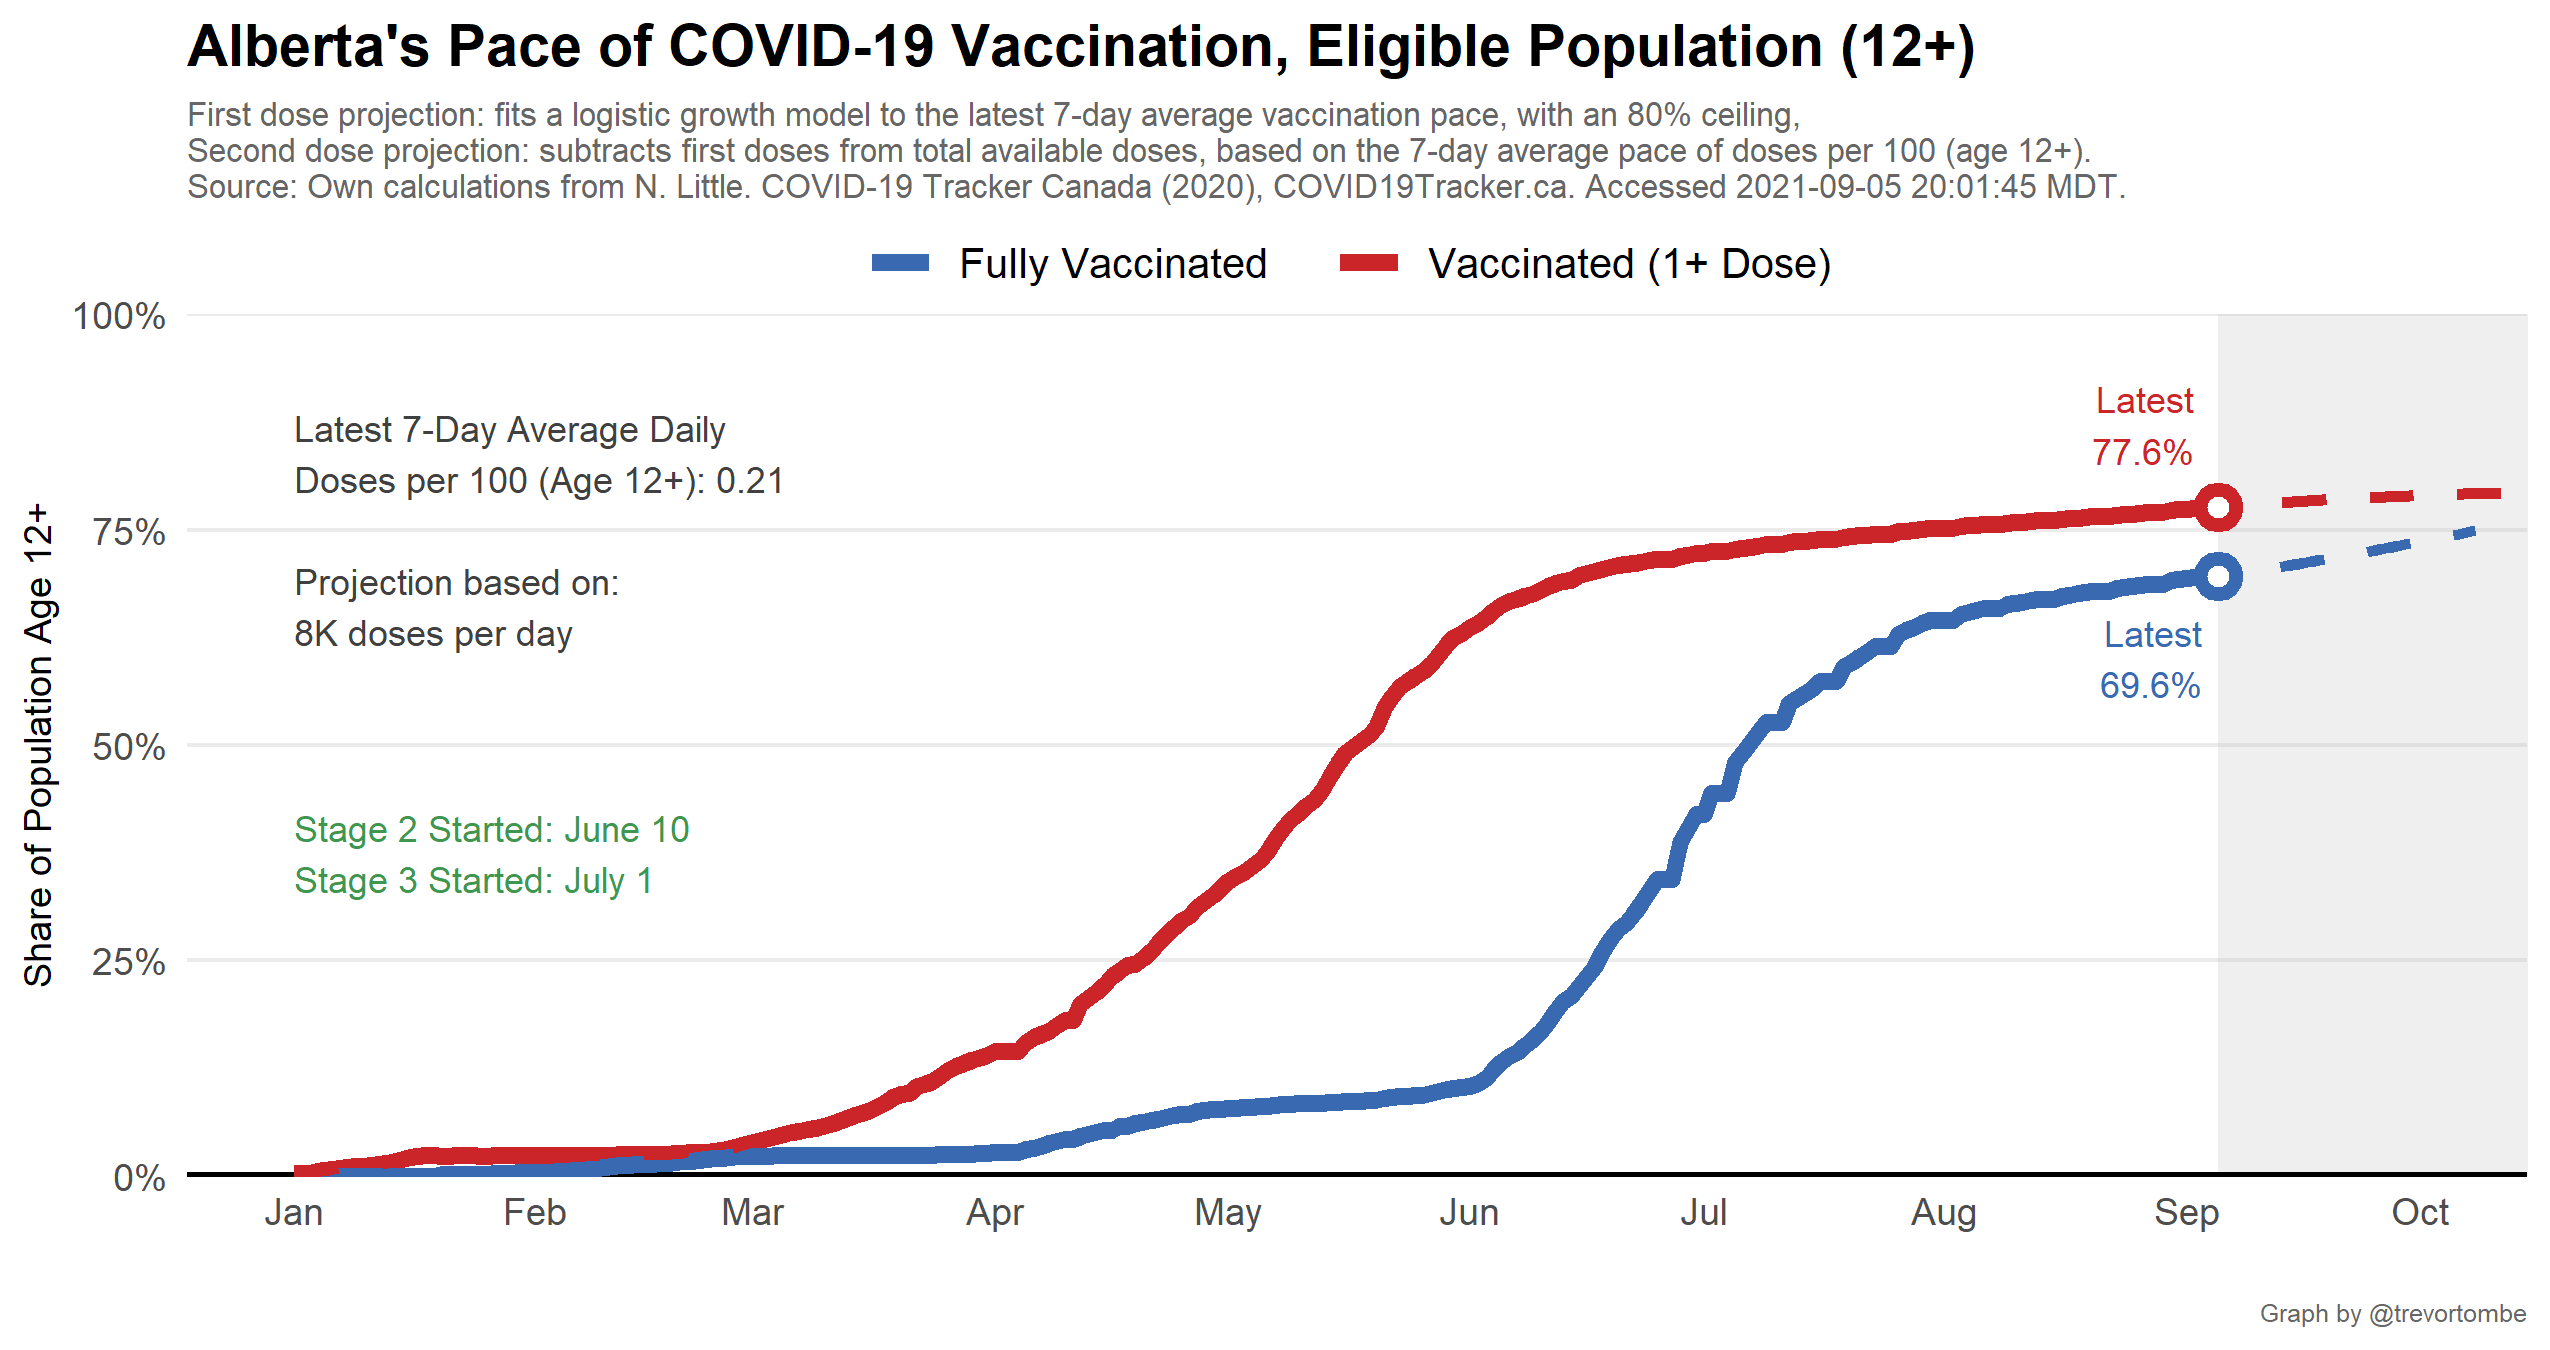 Alberta's Pace of COVID-19 Vaccination, Eligible Population (12+)
First dose projection: fits a logistic growth model to the latest 7-day average vaccination pace, with an 80% ceiling,
Second dose projection: subtracts first doses from total available doses, based on the 7-day average pace of doses per 100 (age 12+).
Source: Own calculations from N. Little. COVID-19 Tracker Canada (2020), COVID19Tracker.ca. Accessed 2021-09-05 20:01:45 MDT.
Fully Vaccinated
Vaccinated (1+ Dose)
Share of Population Age 12+
100%
75%
50%
25%
0%
Latest 7-Day Average Daily
Doses per 100 (Age 12+): 0.21
Projection based on:
8K doses per day
Stage 2 Started: June 10
Stage 3 Started: July 1
Latest
77.6%
Latest
69.6%
Jan
Feb
Mar
Apr
May
Jun
Jul
Aug
Sep
Oct
Graph by @trevortombe